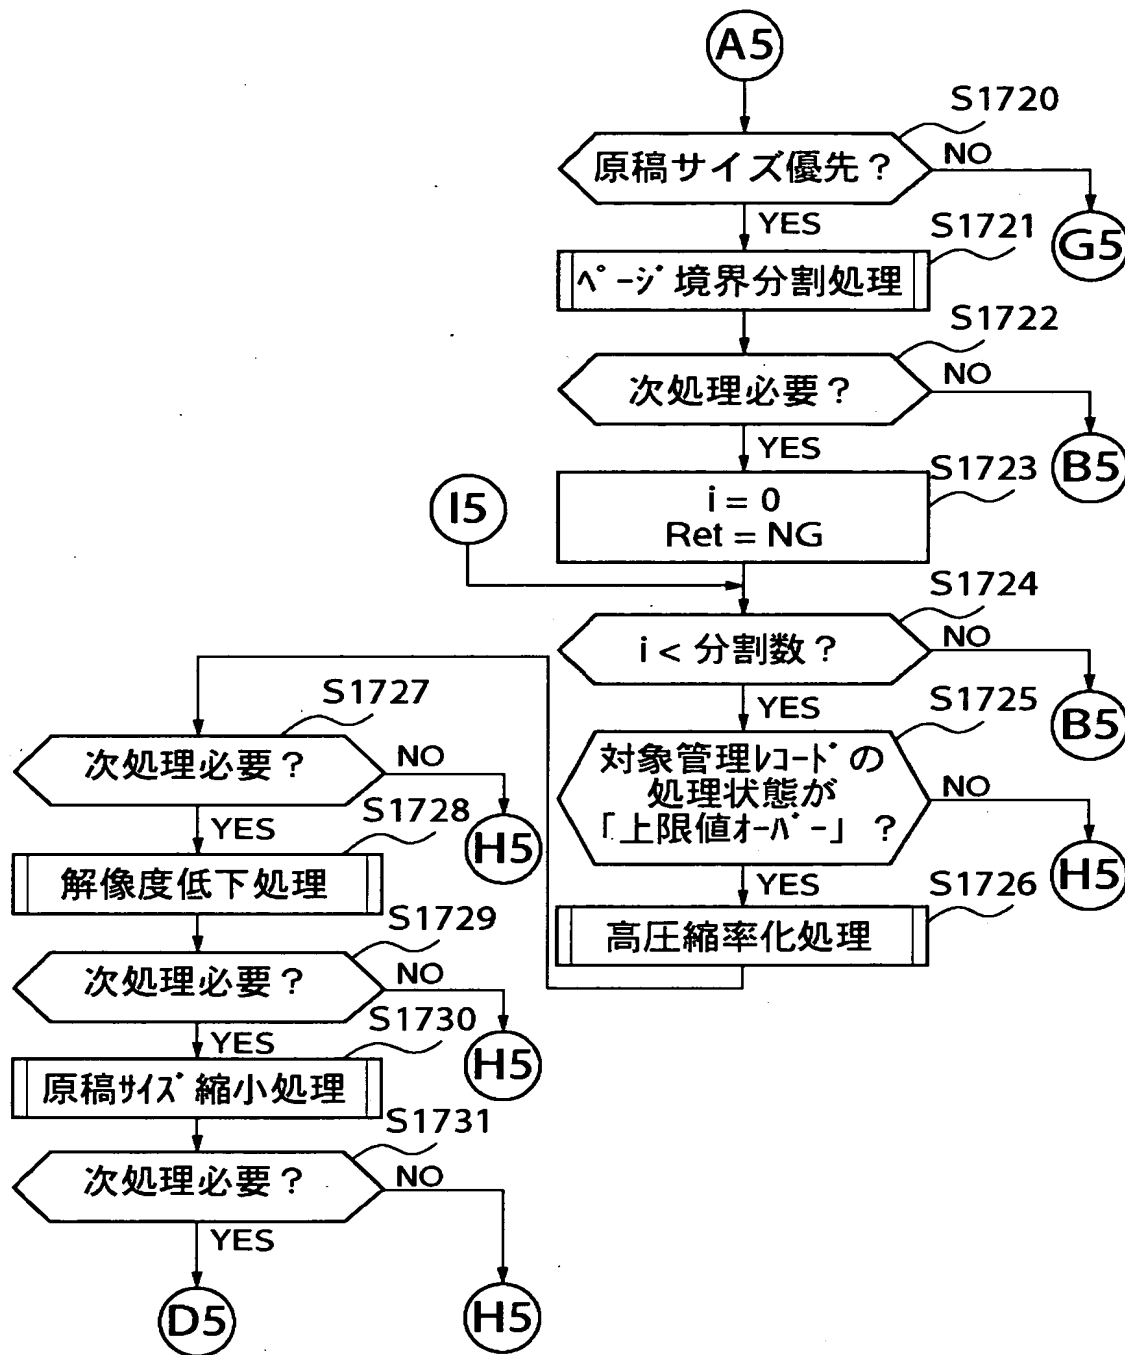 A5
S1720
原稿サイズ優先？
NO
G5
YES
S1721
ページ境界分割処理
S1722
次処理必要？
NO
B5
YES
S1723
i = 0
Ret = NG
I5
S1724
i < 分割数？
NO
B5
YES
S1725
対象管理レコードの
処理状態が
「上限値オーバー」？
NO
H5
YES
S1726
高圧縮率化処理
S1727
次処理必要？
NO
H5
YES
S1728
解像度低下処理
S1729
次処理必要？
NO
H5
YES
S1730
原稿サイズ縮小処理
S1731
次処理必要？
NO
H5
YES
D5